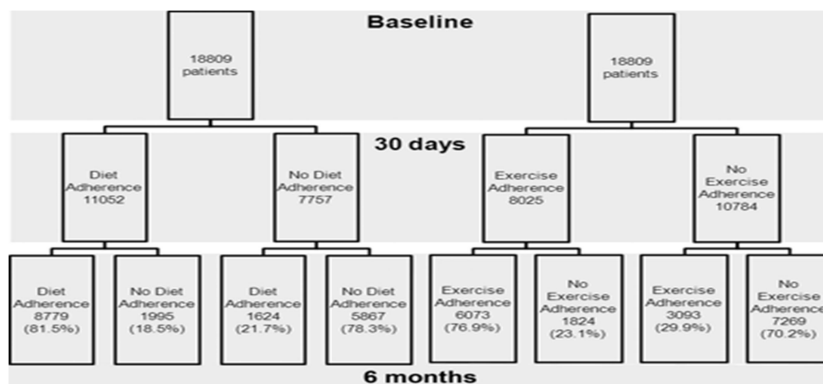 Baseline
18809
patients
18809
patients
30 days
Diet
Adherence
11052
No Diet
Adherence
7757
Exercise
Adherence
8025
No
Exercise
Adherence
10784
Diet
Adherence
8779
(81.5%)
No Diet
Adherence
1995
(18.5%)
Diet
Adherence
1624
(21.7%)
No Diet
Adherence
5867
(78.3%)
Exercise
Adherence
6073
(76.9%)
No
Exercise
Adherence
1824
(23.1%)
Exercise
Adherence
3093
(29.9%)
No
Exercise
Adherence
7269
(70.2%)
6 months